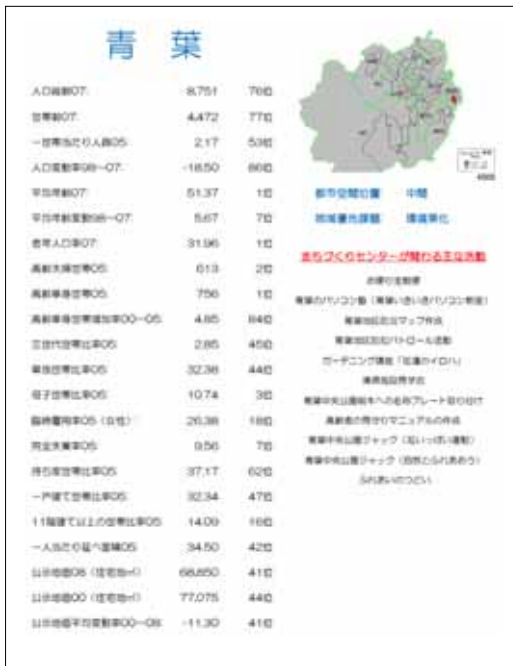 青葉
人口総数07: 8,751 76位
世帯数07: 4,472 77位
一世帯当たり人員05: 2.17 53位
人口変動率98〜07: -18.50 86位
平均年齢07: 51.37 1位
平均年齢変動98〜07: 5.67 7位
老年人口率07: 31.96 1位
高齢夫婦世帯05: 613 2位
高齢単身世帯05: 756 1位
高齢単身世帯増加率00〜05: 4.85 84位
三世代世帯比率05: 2.85 45位
単独世帯比率05: 32.38 44位
母子世帯比率05: 10.74 3位
臨時雇用率05（女性）: 26.38 18位
完全失業率05: 9.56 7位
持ち家世帯比率05: 37.17 62位
一戸建て世帯比率05: 32.34 47位
11階建て以上の世帯比率05: 14.09 16位
一人当たり延べ面積05: 34.50 42位
公示地価08（住宅地㎡） 68,850 41位
公示地価00（住宅地㎡） 77,075 44位
公示地価平均変動率00〜08: -11.30 41位
都市空間位置 中間
地域重点課題 環境美化
まちづくりセンターが関わる主な活動
お便り宅配便
青葉のパソコン塾（青葉いきいきパソコン教室）
青葉地区防災マップ作成
青葉地区防犯パトロール活動
ガーデニング講座「花壇のイロハ」
青葉中央公園樹木への名称プレート取り付け
高齢者の見守りマニュアルの作成
青葉中央公園ジャック（花いっぱい運動）
青葉中央公園ジャック（自然とふれあおう）
ふれあいのつどい